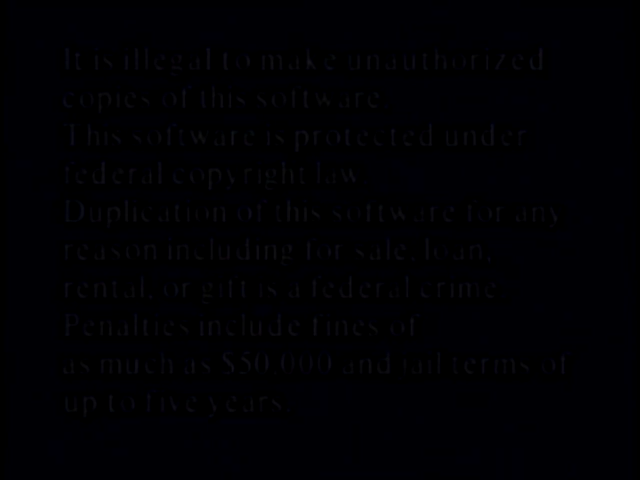 It is illegal to make unauthorized
copies of this software.
This software is protected under
federal copyright law.
Duplication of this software for any
reason including for sale, loan,
rental, or gift is a federal crime.
Penalties include fines of
as much as $50,000 and jail terms of
up to five years.